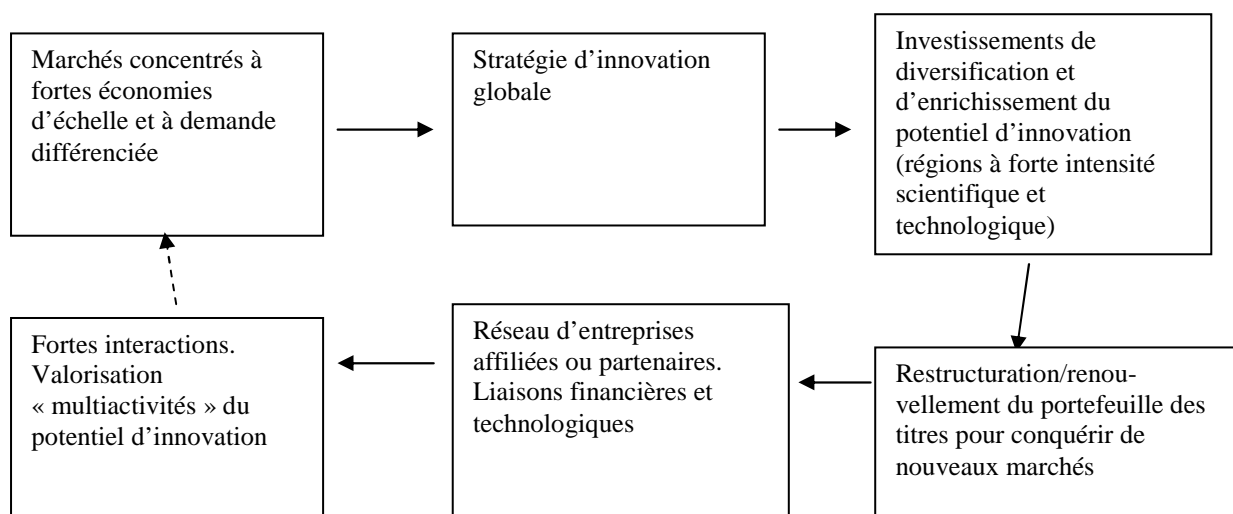 Marchés concentrés à
fortes économies
d'échelle et à demande
différenciée
Stratégie d'innovation
globale
Investissements de
diversification et
d'enrichissement du
potentiel d'innovation
(régions à forte intensité
scientifique et
technologique)
Restructuration/renou-
vellement du portefeuille des
titres pour conquérir de
nouveaux marchés
Réseau d'entreprises
affiliées ou partenaires.
Liaisons financières et
technologiques
Fortes interactions.
Valorisation
« multiactivités » du
potentiel d'innovation